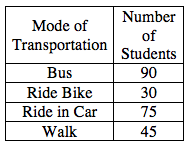 Mode of Transportation Number of Students
Bus 90
Ride Bike 30
Ride in Car 75
Walk 45